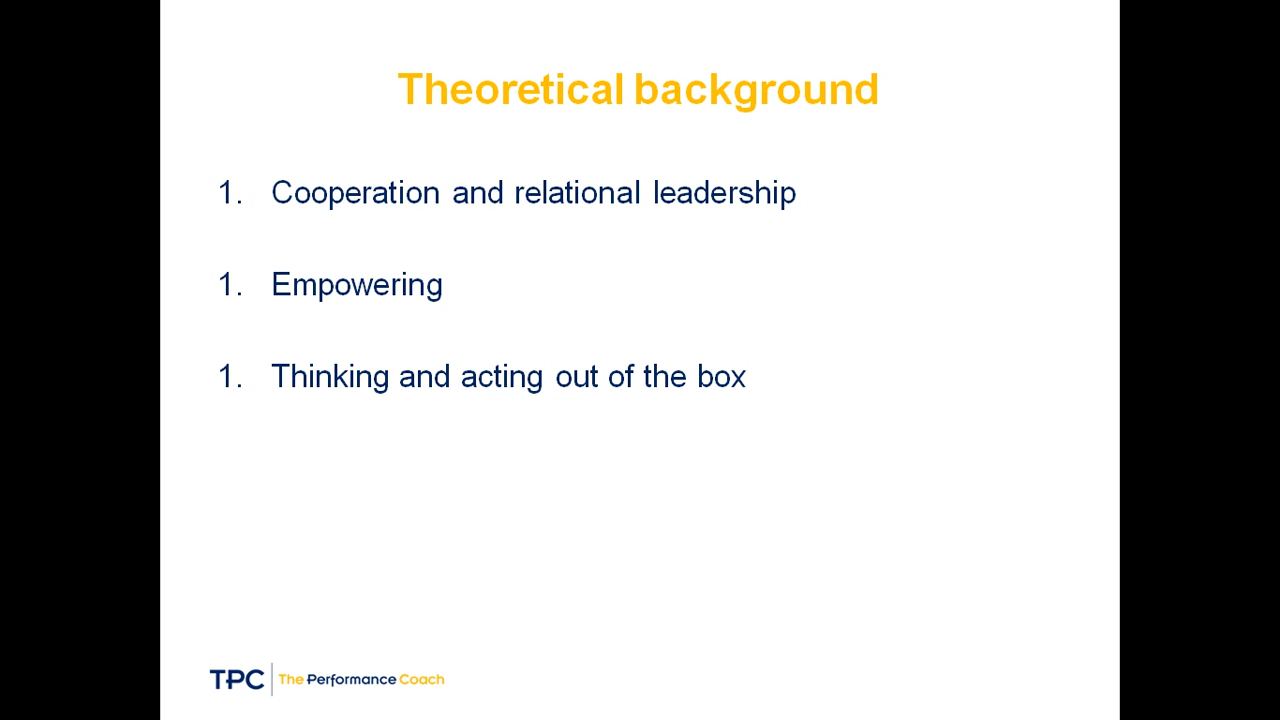 Theoretical background
1. Cooperation and relational leadership
1. Empowering
1. Thinking and acting out of the box
TPC The Performance Coach